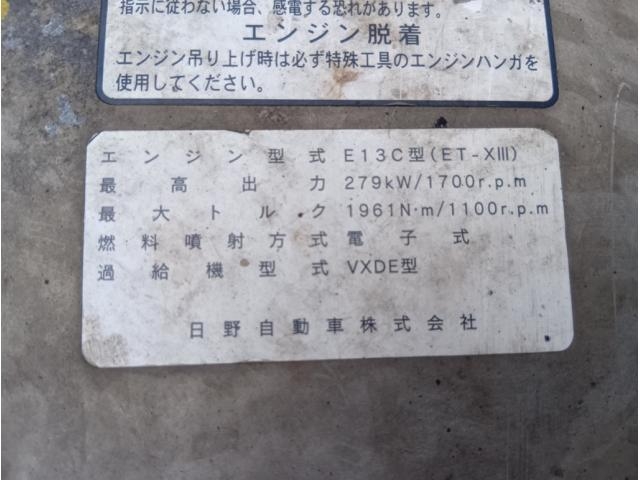 指示に従わない場合、感電する恐れがあります。
エンジン脱着
エンジン吊り上げ時は必ず特殊工具のエンジンハンガを
使用してください。
エンジン型式 E13C型(ET-XⅢ)
最高出力 279kW/1700r.p.m
最大トルク 1961N·m/1100r.p.m
燃料噴射方式 電子式
過給機型式 VXDE型
日野自動車株式会社